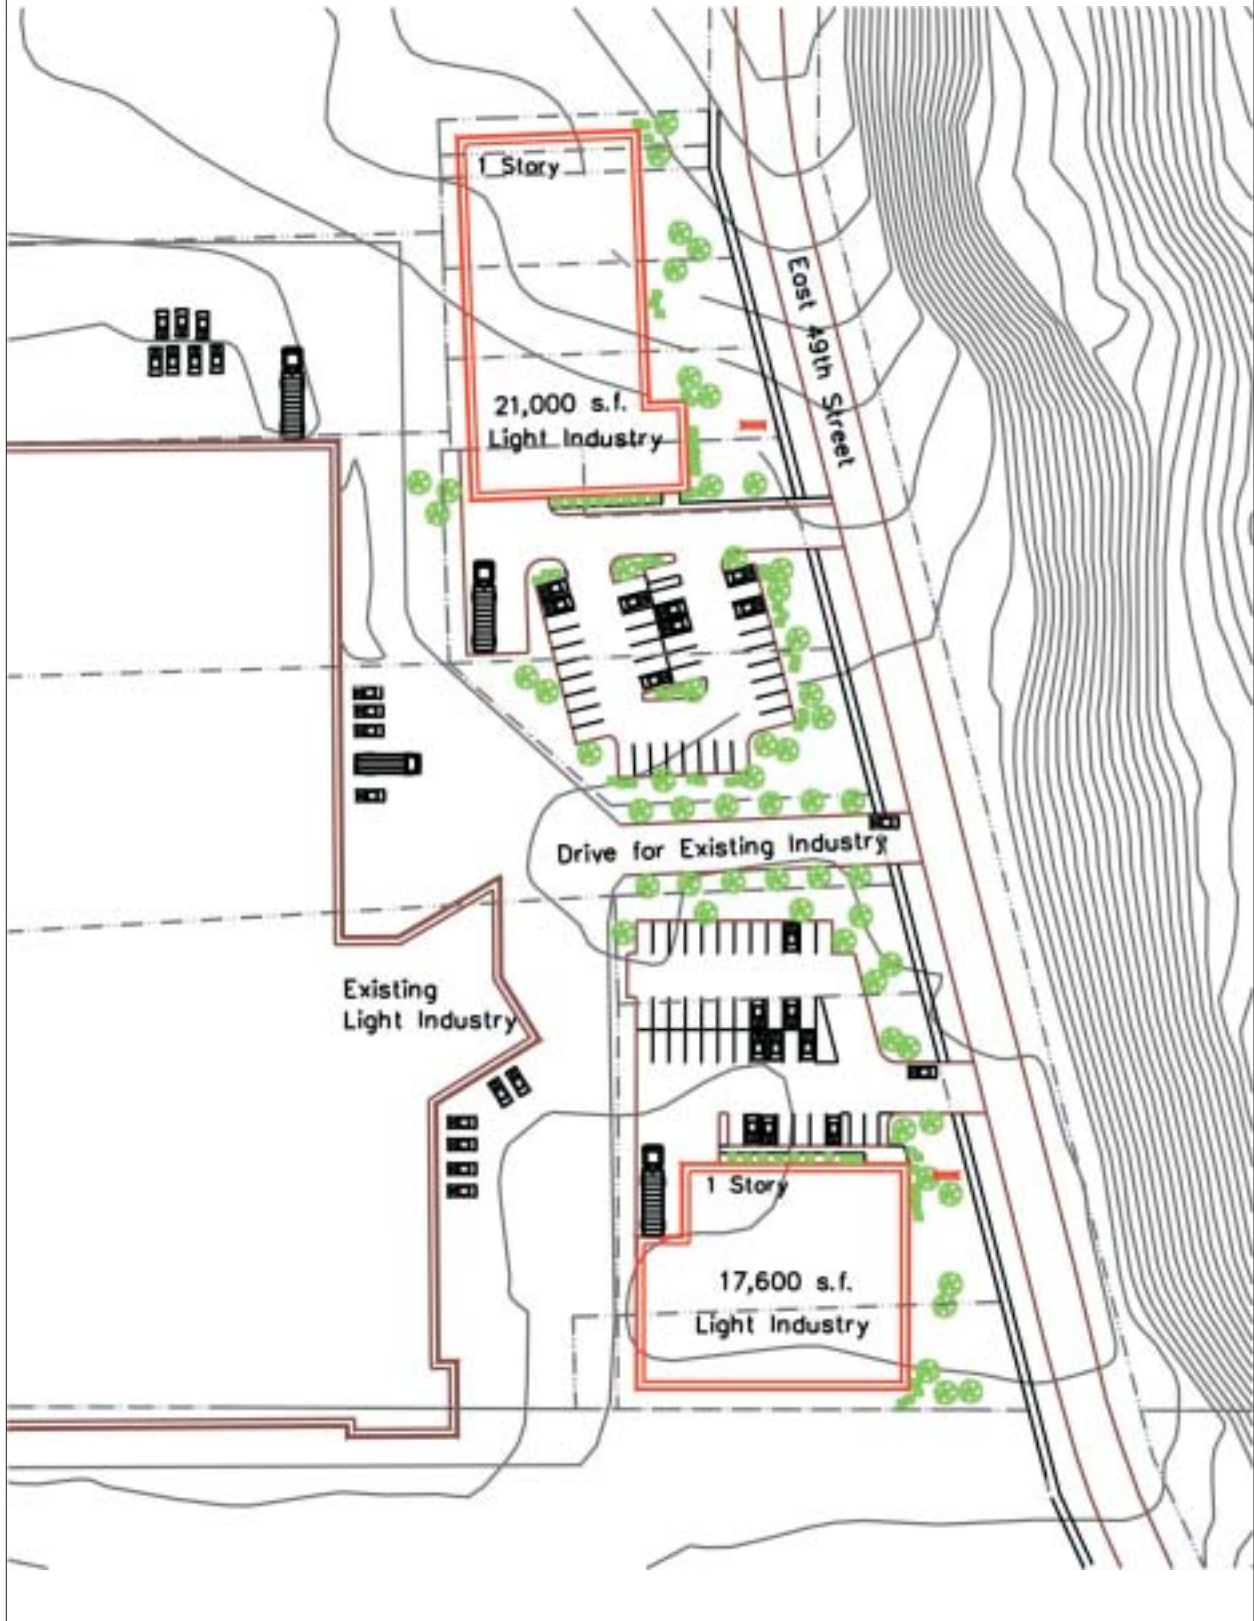 1 Story
East 49th Street
21,000 s.f.
Light Industry
Drive for Existing Industry
Existing
Light Industry
1 Story
17,600 s.f.
Light Industry